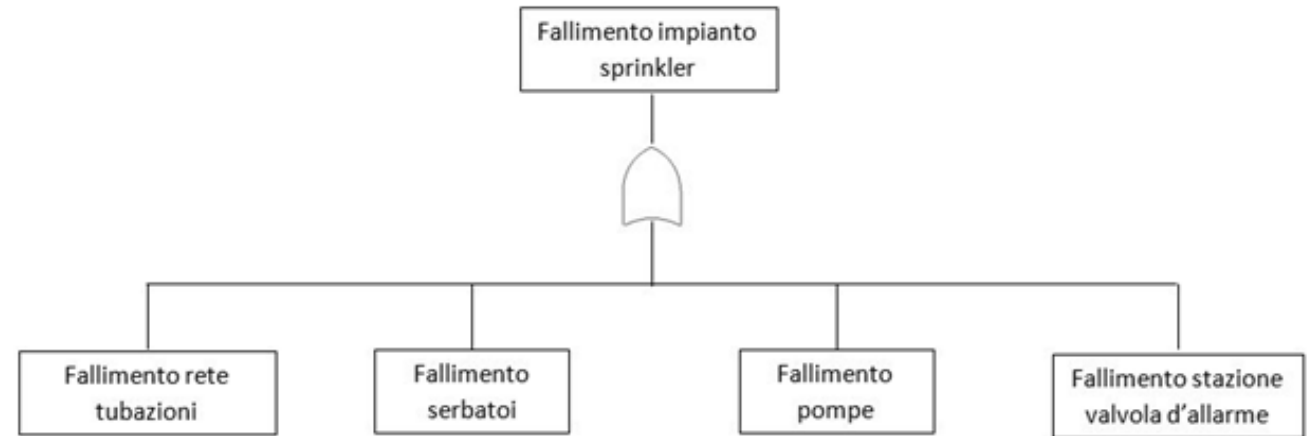 Fallimento impianto
sprinkler
Fallimento rete
tubazioni
Fallimento
serbatoi
Fallimento
pompe
Fallimento stazione
valvola d'allarme